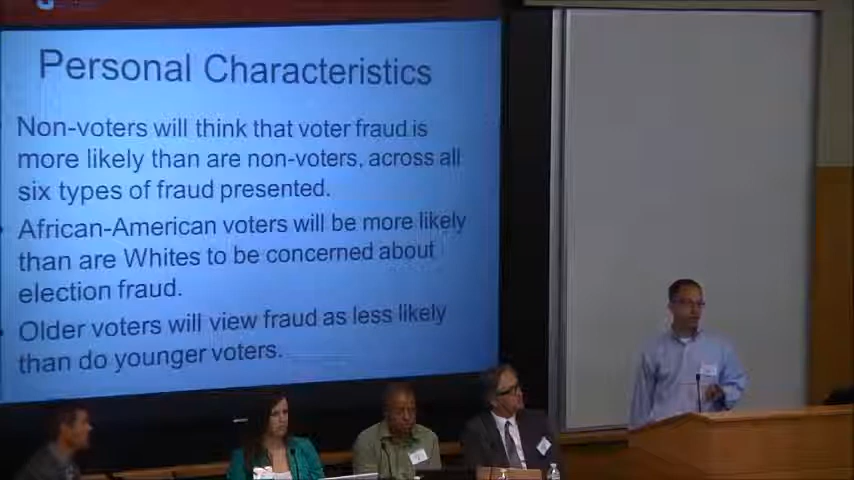 Personal Characteristics
Non-voters will think that voter fraud is
more likely than are non-voters, across all
six types of fraud presented.
African-American voters will be more likely
than are Whites to be concerned about
election fraud.
Older voters will view fraud as less likely
than do younger voters.